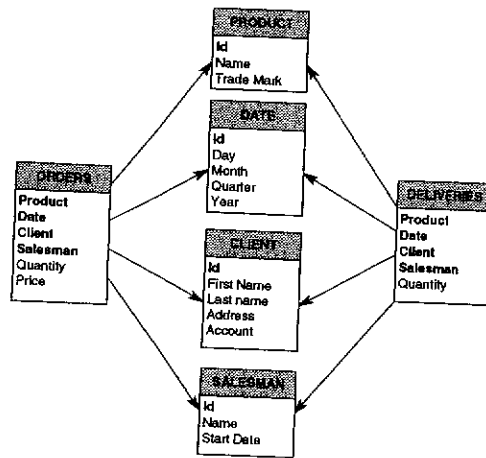 PRODUCT
Id
Name
Trade Mark
DATE
Id
Day
Month
Quarter
Year
ORDERS
Product
Date
Client
Salesman
Quantity
Price
DELIVERIES
Product
Date
Client
Salesman
Quantity
CLIENT
Id
First Name
Last name
Address
Account
SALESMAN
Id
Name
Start Date